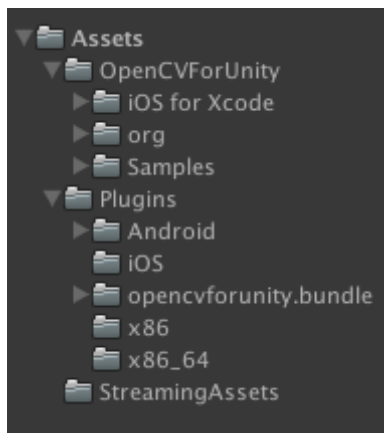 Assets
OpenCVForUnity
iOS for Xcode
org
Samples
Plugins
Android
iOS
opencvforunity.bundle
x86
x86_64
StreamingAssets